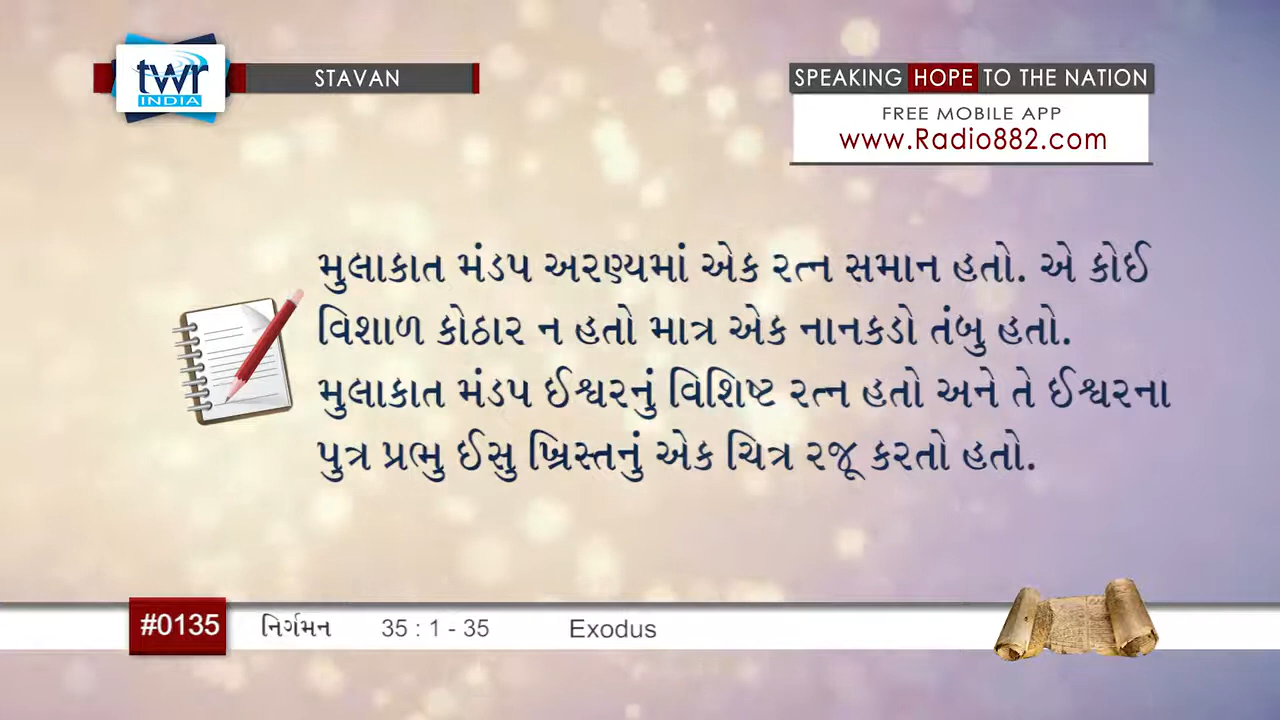 twr
INDIA
STAVAN
SPEAKING HOPE TO THE NATION
FREE MOBILE APP
www.Radio882.com
મુલાકાત મંડપ અરણ્યમાં એક રત્ન સમાન હતો. એ કોઈ
વિશાળ કોઠાર ન હતો માત્ર એક નાનકડો તંબુ હતો.
મુલાકાત મંડપ ઈશ્વરનું વિશિષ્ટ રત્ન હતો અને તે ઈશ્વરના
પુત્ર પ્રભુ ઈસુ ખ્રિસ્તનું એક ચિત્ર રજૂ કરતો હતો.
#0135 નિર્ગમન 35 : 1 - 35 Exodus